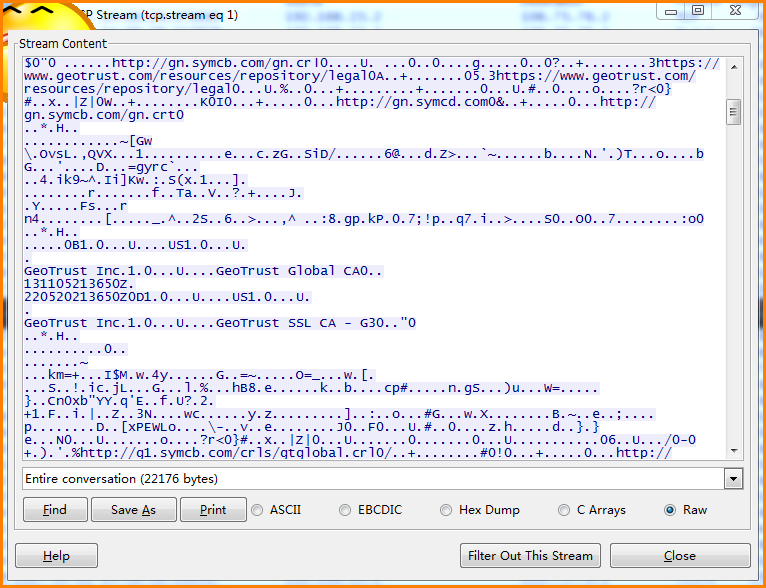 P Stream (tcp.stream eq 1)
Stream Content
$0"0 ......http://gn.symcb.com/gn.crl0....U. ...0..0....g.....0..0?..+.......3https://
www.geotrust.com/resources/repository/legal0A..+.......05.3https://www.geotrust.com/
resources/repository/legal0...U.%..0...+.........+.......0...U.#..0....o....?r<0}
#..x..|Z|0W..+........K0I0...+.....0...http://gn.symcd.com0&..+.....0...http://
gn.symcb.com/gn.crt0
..*.H..
............~[GW
\.OvsL.,QVX...1..........e...c.zG..SiD/......6@...d.Z>...`~......b....N.'.)T...o....b
G...'....D...=gyrc`...
..4.ik9~^.Ii]Kw.:.S(x.1...].
........r.......f..Ta..V..?.+....J.
.Y.....Fs...r
n4........[....._.^..2S..6..>...,^ ..:8.gp.kP.0.7;!p..q7.i..>....S0..O0..7........:o0
..*.H..
.....0B1.0...U....US1.0...U.
.
GeoTrust Inc.1.0...U....GeoTrust Global CA0..
131105213650Z.
220520213650Z0D1.0...U....US1.0...U.
.
GeoTrust Inc.1.0...U....GeoTrust SSL CA - G30.."0
..*.H..
..........0..
.......~
...km=+...I$M.w.4y......G..=~.....O=_...w.[.
...S..!.ic.jL...G...l.%...hB8.e......k..b....cp#.....n.gS...)u...W=.....
}..CnOxb"YY.q'E..f.U?.2.
+1.F..i.|..Z..3N....wc......y.z.........]..:..o...#G...w.X.......B.~..e..;....
p.......D..[xPEWLo....\-..v..e.......J0..F0...U.#..0....z.h.....d..}.}
e...N0...U......o....?r<0}#..x..|Z|0...U.......0.......0...U..........06..U.../0-0
+.).'.%http://g1.symcb.com/crls/gtglobal.crl0/..+........#0!0...+.....0...http://
Entire conversation (22176 bytes)
Find
Save As
Print
ASCII
EBCDIC
Hex Dump
C Arrays
Raw
Help
Filter Out This Stream
Close